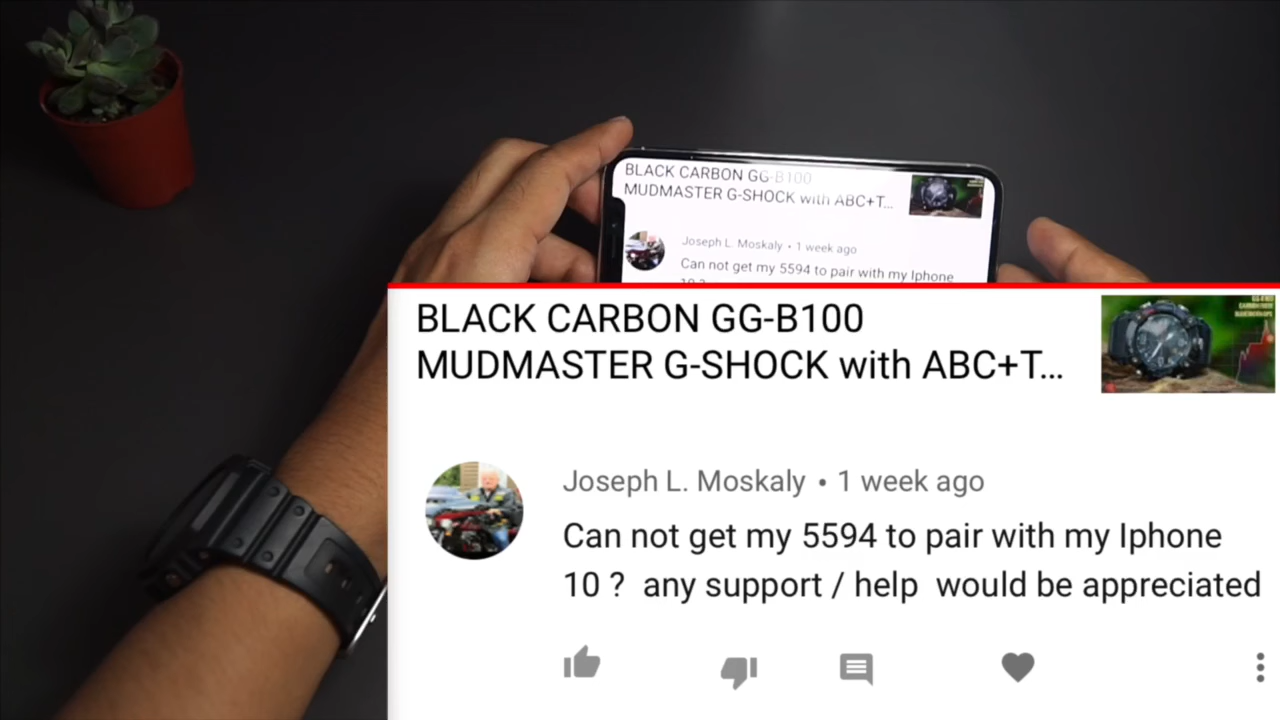 BLACK CARBON GG-B100
MUDMASTER G-SHOCK with ABC+T...
Joseph L. Moskaly • 1 week ago
Can not get my 5594 to pair with my Iphone
BLACK CARBON GG-B100
MUDMASTER G-SHOCK with ABC+T...
Joseph L. Moskaly • 1 week ago
Can not get my 5594 to pair with my Iphone
10 ? any support / help would be appreciated